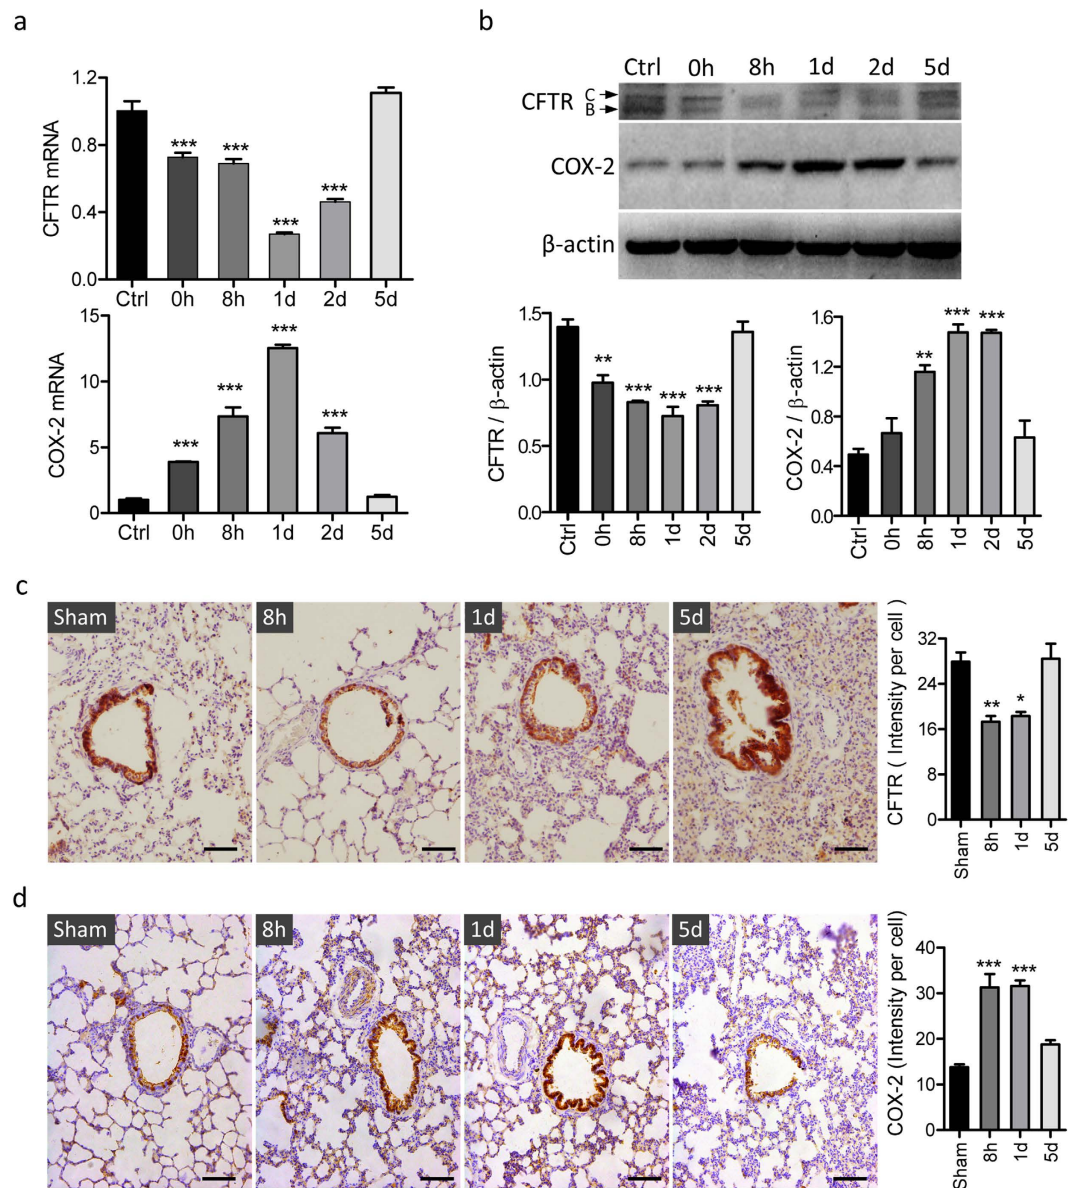 a
1.2
0.8
0.4
0.0
CFTR mRNA
***
***
***
***
Ctrl 0h 8h 1d 2d 5d
15
10
5
0
COX-2 mRNA
***
***
***
***
Ctrl 0h 8h 1d 2d 5d
b
Ctrl 0h 8h 1d 2d 5d
CFTR C
B
COX-2
β-actin
1.5
1.0
0.5
0.0
CFTR / β-actin
** *** *** ***
Ctrl 0h 8h 1d 2d 5d
1.6
1.2
0.8
0.4
0.0
COX-2 / β-actin
** *** ***
Ctrl 0h 8h 1d 2d 5d
c
Sham 8h 1d 5d
32
24
16
8
0
CFTR ( Intensity per cell )
** *
Sham 8h 1d 5d
d
Sham 8h 1d 5d
40
30
20
10
0
COX-2 (Intensity per cell)
*** ***
Sham 8h 1d 5d